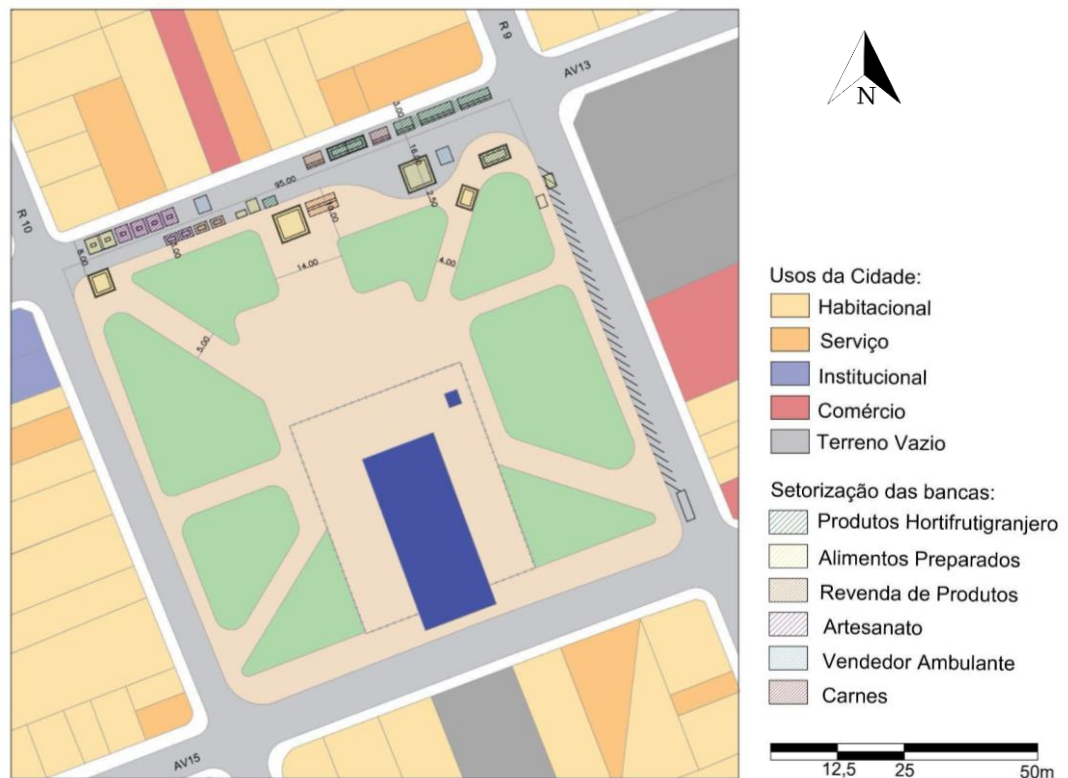 R 9
AV13
N
3.00
16.00
95.00
2.50
R 10
8.00
14.00
4.00
5.00
Usos da Cidade:
Habitacional
Serviço
Institucional
Comércio
Terreno Vazio
Setorização das bancas:
Produtos Hortifrutigranjero
Alimentos Preparados
Revenda de Produtos
Artesanato
Vendedor Ambulante
Carnes
AV15
12,5
25
50m